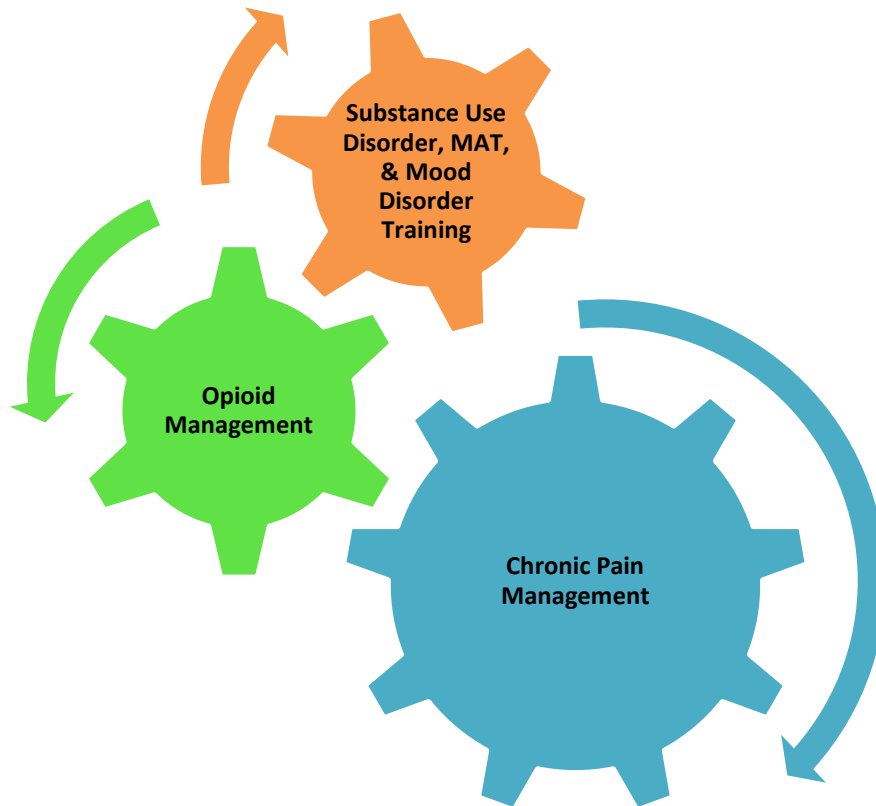 Substance Use
Disorder, MAT,
& Mood
Disorder
Training
Opioid
Management
Chronic Pain
Management